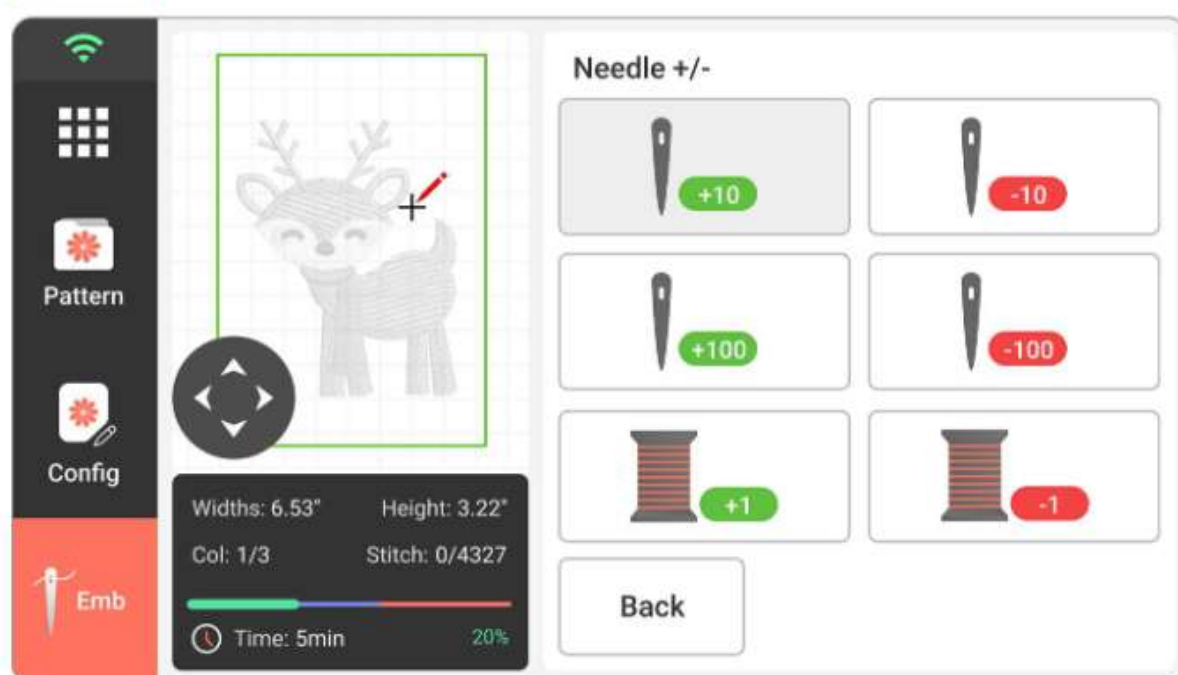 Pattern
Config
Emb
Widths: 6.53" Height: 3.22"
Col: 1/3 Stitch: 0/4327
Time: 5min 20%
Needle +/-
+10 -10
+100 -100
+1 -1
Back